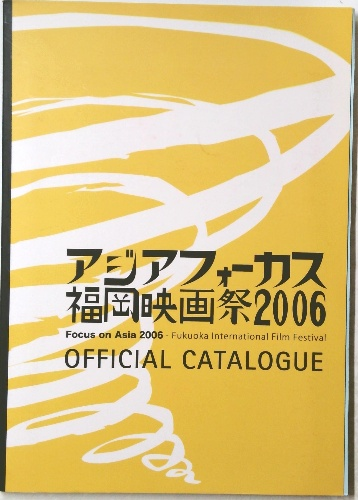 アジアフォーカス
福岡映画祭2006
Focus on Asia 2006 · Fukuoka International Film Festival
OFFICIAL CATALOGUE